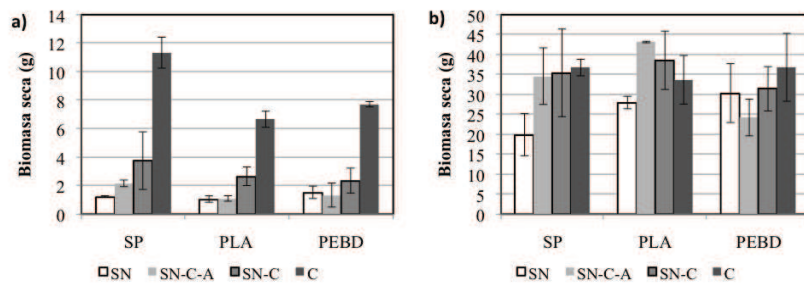 a)
Biomasa seca (g)
14
12
10
8
6
4
2
0
SP PLA PEBD
SN SN-C-A SN-C C
b)
Biomasa seca (g)
50
45
40
35
30
25
20
15
10
5
0
SP PLA PEBD
SN SN-C-A SN-C C